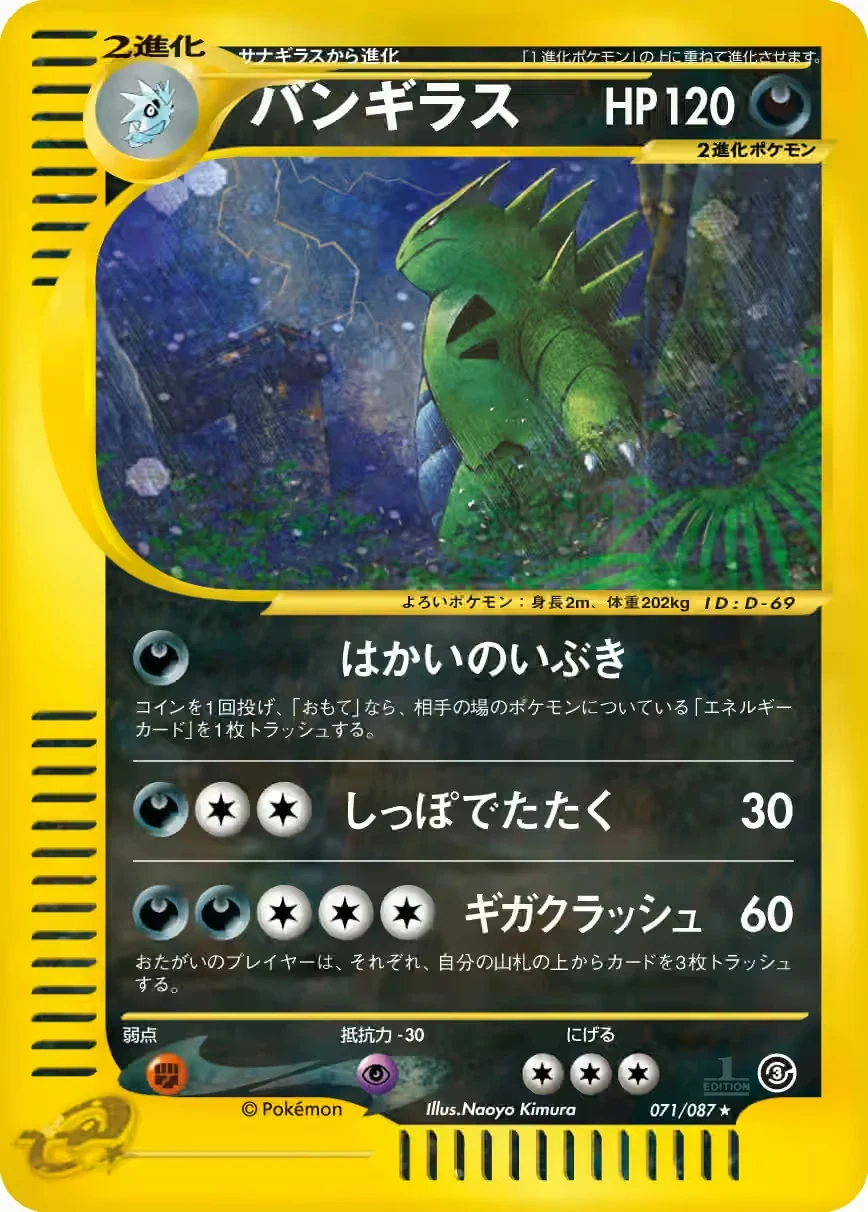 2進化
サナギラスから進化
「1進化ポケモン」の上に重ねて進化させます。
バンギラス HP120
2進化ポケモン
よろいポケモン：身長2m、体重202kg ID:D-69
はかいのいぶき
コインを1回投げ、「おもて」なら、相手の場のポケモンについている「エネルギー
カード」を1枚トラッシュする。
しっぽでたたく 30
ギガクラッシュ 60
おたがいのプレイヤーは、それぞれ、自分の山札の上からカードを3枚トラッシュ
する。
弱点 抵抗力-30 にげる
1 EDITION 3
©Pokémon Illus.Naoyo Kimura 071/087★
e